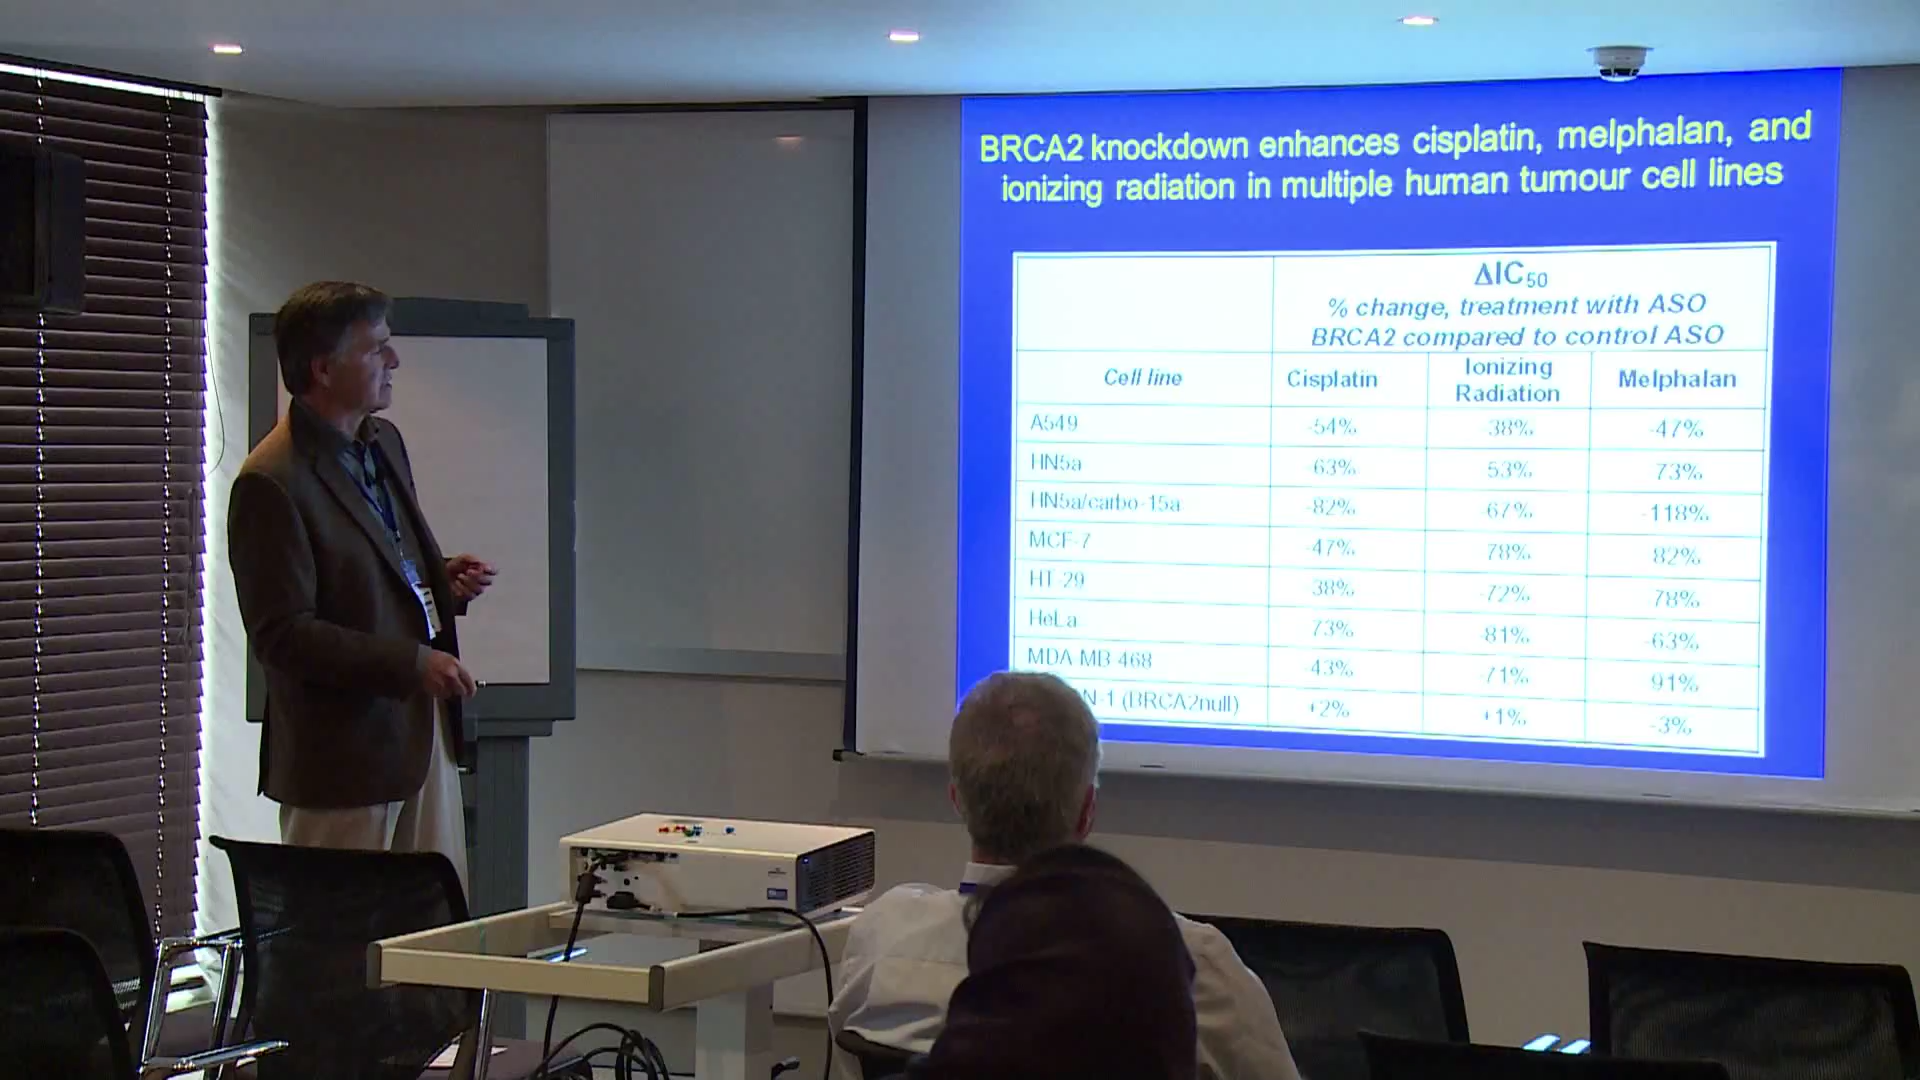 BRCA2 knockdown enhances cisplatin, melphalan, and
ionizing radiation in multiple human tumour cell lines
ΔIC50
% change, treatment with ASO
BRCA2 compared to control ASO
Cell line Cisplatin Ionizing Radiation Melphalan
A549 -54% 38% -47%
HN5a -63% 53% 73%
HN5a/carbo-15a -82% -67% -118%
MCF-7 -47% 78% 82%
HT-29 38% -72% 78%
HeLa 73% -81% -63%
MDA MB 468 -43% -71% 91%
N-1 (BRCA2null) +2% +1% -3%